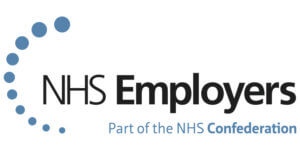 NHS Employers
Part of the NHS Confederation